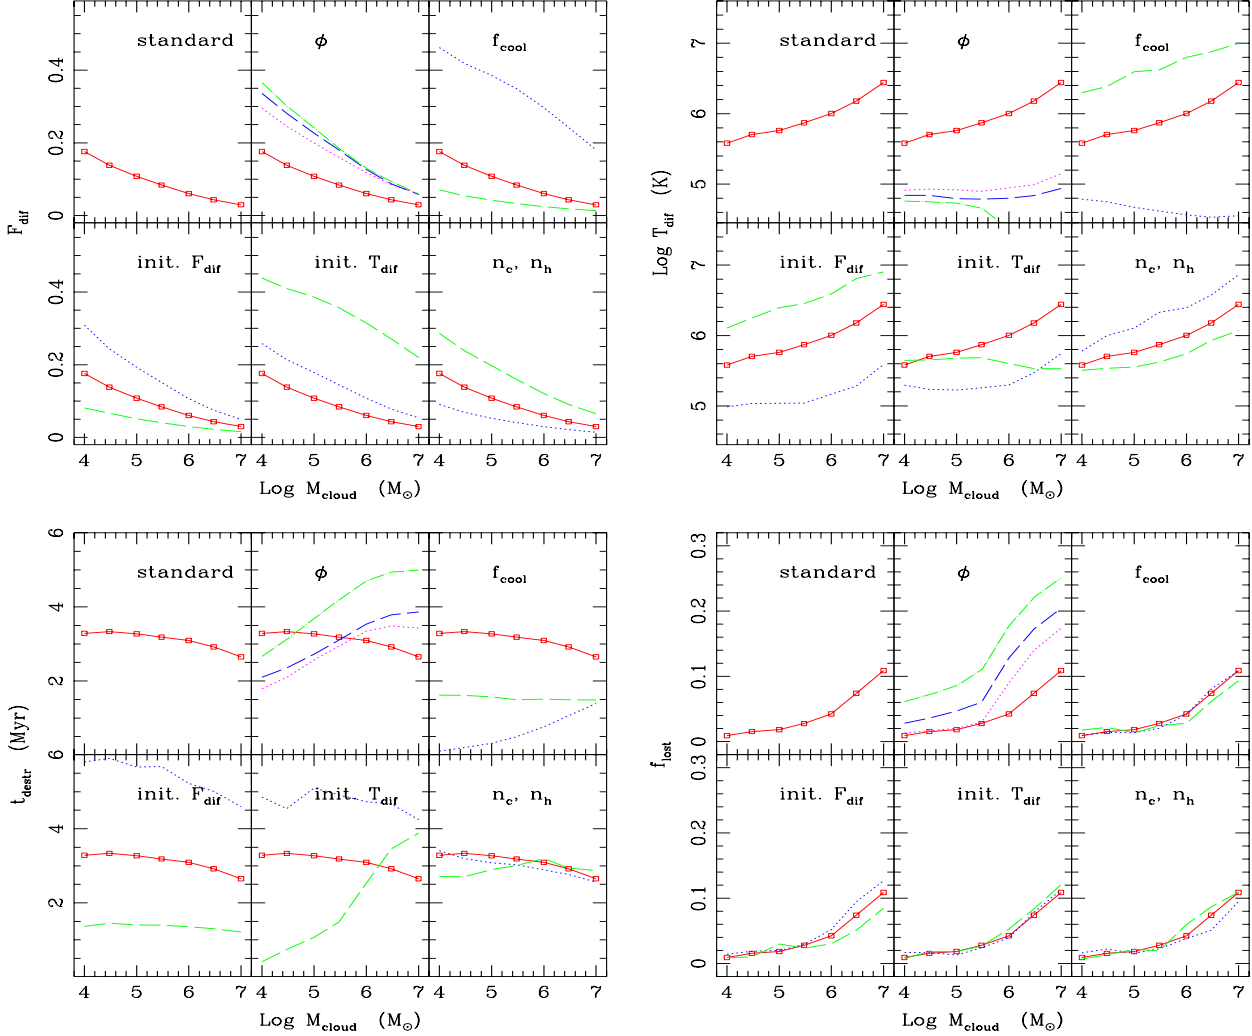 standard ϕ f_cool
0.4
0.2
0
F_dif
init. F_dif init. T_dif n_c, n_h
0.4
0.2
0
4 5 6 7 4 5 6 7 4 5 6 7
Log M_cloud (M_⊙)
standard ϕ f_cool
7
6
5
Log T_dif (K)
init. F_dif init. T_dif n_c, n_h
7
6
5
4 5 6 7 4 5 6 7 4 5 6 7
Log M_cloud (M_⊙)
6
standard ϕ f_cool
4
2
t_destr (Myr)
6
init. F_dif init. T_dif n_c, n_h
4
2
4 5 6 7 4 5 6 7 4 5 6 7
Log M_cloud (M_⊙)
0.3
standard ϕ f_cool
0.2
0.1
0
f_lost
0.3
init. F_dif init. T_dif n_c, n_h
0.2
0.1
0
4 5 6 7 4 5 6 7 4 5 6 7
Log M_cloud (M_⊙)